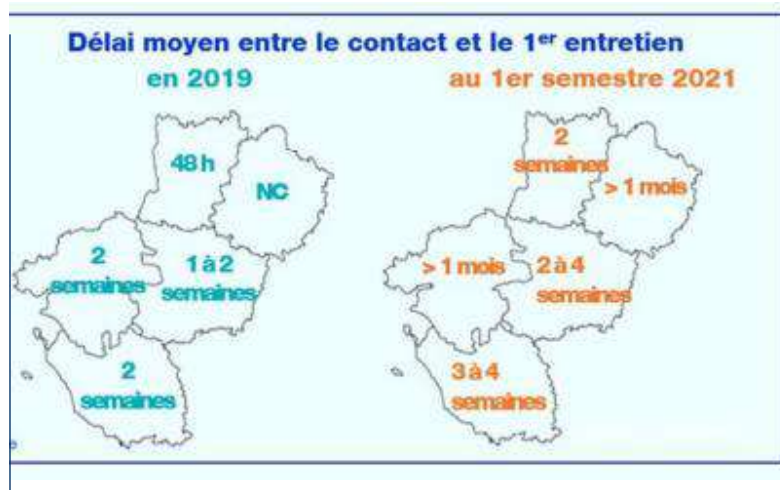 Délai moyen entre le contact et le 1er entretien
en 2019
48 h
NC
2
semaines
1 à 2
semaines
2
semaines
au 1er semestre 2021
2
semaines
> 1 mois
> 1 mois
2 à 4
semaines
3 à 4
semaines